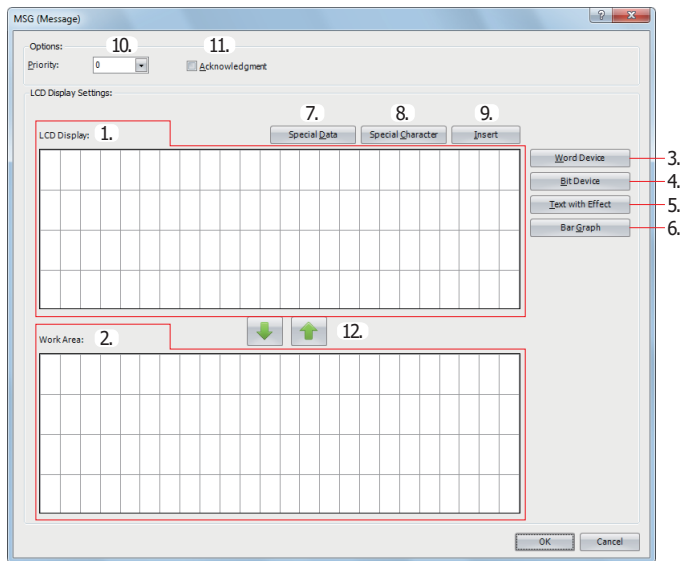 MSG (Message)
Options:
10.
11.
Priority:
0
Acknowledgment
LCD Display Settings:
7.
8.
9.
LCD Display:
1.
Special Data
Special Character
Insert
Word Device
3.
Bit Device
4.
Text with Effect
5.
Bar Graph
6.
12.
Work Area:
2.
OK
Cancel